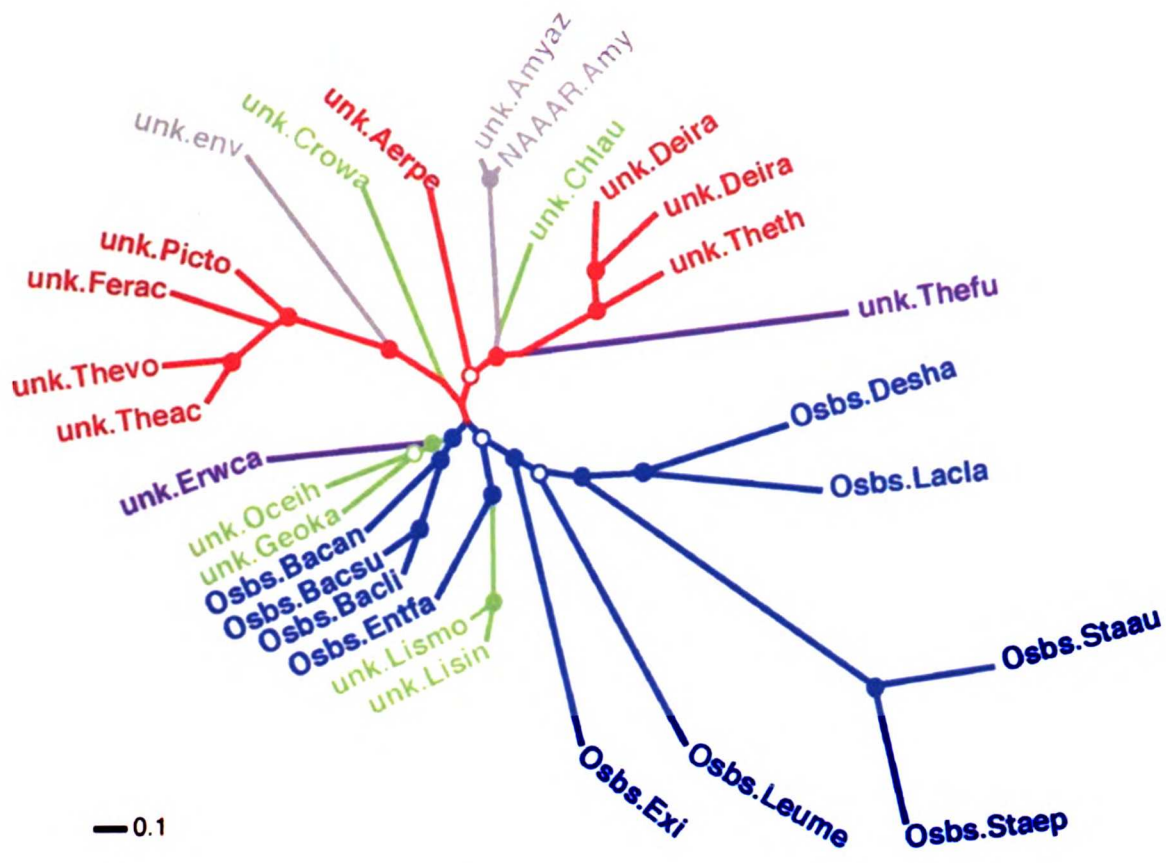 unk.Amyaz
NAAAR.Amy
unk.env
unk.Crowa
unk.Aerpe
unk.Chlau
unk.Deira
unk.Deira
unk.Theth
unk.Picto
unk.Ferac
unk.Thefu
unk.Thevo
unk.Theac
Osbs.Desha
Osbs.Lacla
unk.Erwca
unk.Oceih
unk.Geoka
Osbs.Bacan
Osbs.Bacsu
Osbs.Bacli
Osbs.Entfa
unk.Lismo
unk.Lisin
Osbs.Staau
Osbs.Exi
Osbs.Leume
Osbs.Staep
0.1